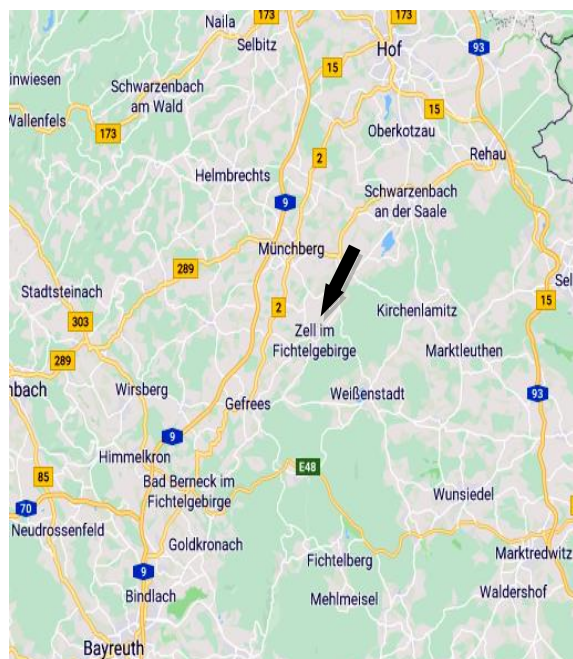 Naila
173
173
Selbitz
Hof
93
inwiesen
15
Schwarzenbach
am Wald
15
Wallenfels
Oberkotzau
173
2
Rehau
Helmbrechts
Schwarzenbach
an der Saale
9
Münchberg
289
Sel
Stadtsteinach
15
2
Kirchenlamitz
303
Zell im
Fichtelgebirge
Marktleuthen
289
nbach
Wirsberg
Weißenstadt
93
Gefrees
9
Himmelkron
E48
85
Bad Berneck im
Fichtelgebirge
Wunsiedel
70
Neudrossenfeld
Goldkronach
Marktredwitz
Fichtelberg
9
Bindlach
Mehlmeisel
Waldershof
Bayreuth